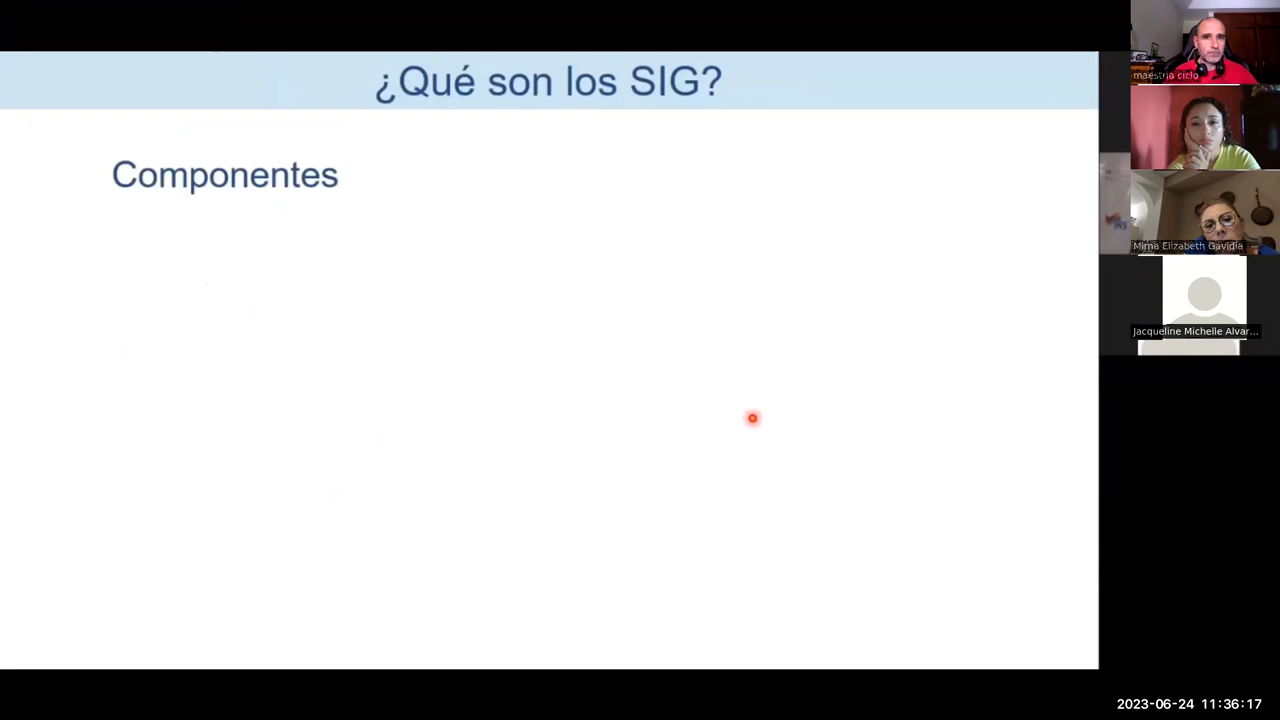 ¿Qué son los SIG?
Componentes
maestria ciclo
Mirna Elizabeth Gavidia
Jacqueline Michelle Alvar...
2023-06-24 11:36:17